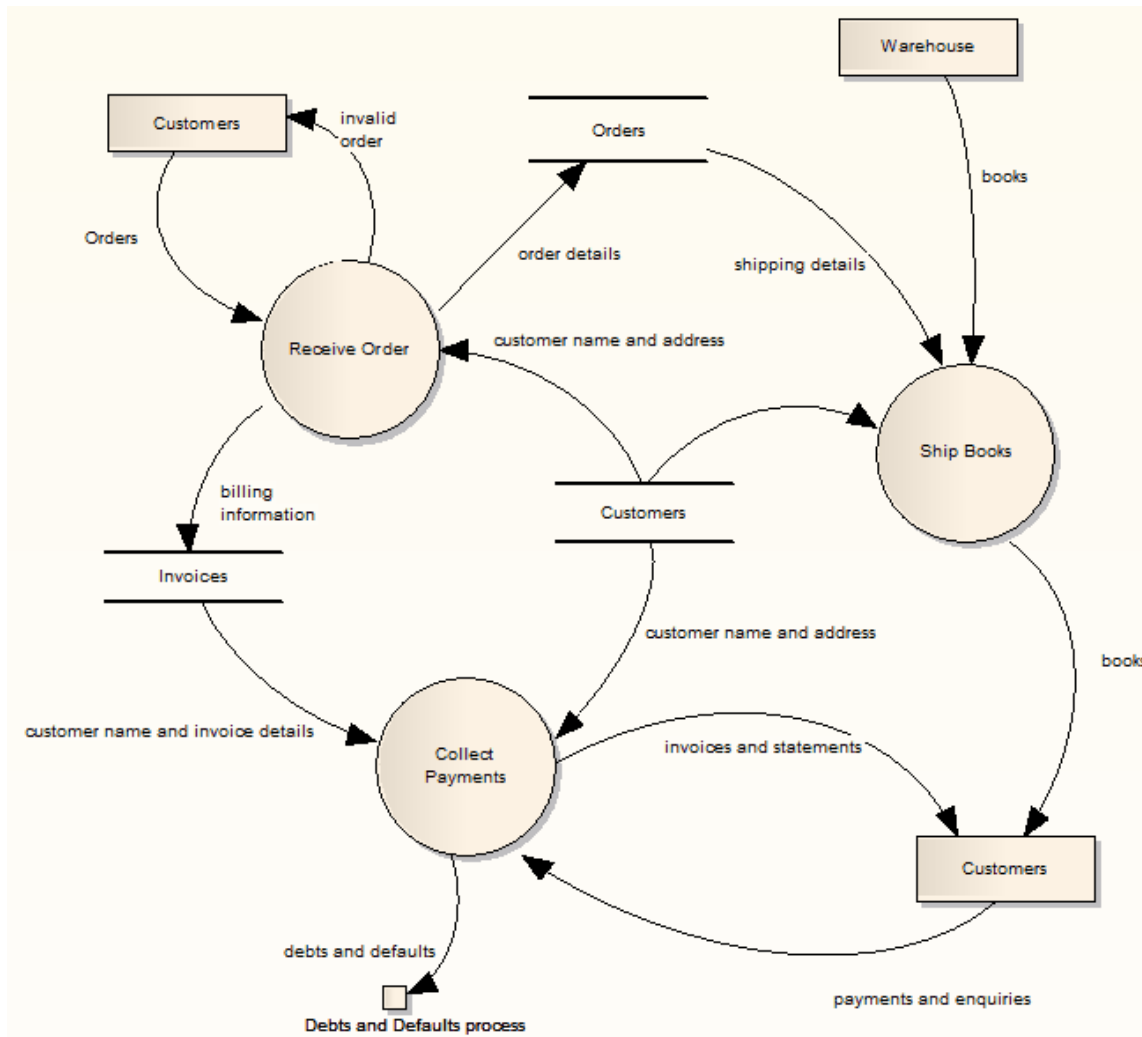 Warehouse
Customers
invalid
order
Orders
books
Orders
order details
shipping details
customer name and address
Receive Order
Ship Books
billing
information
Customers
Invoices
customer name and address
books
customer name and invoice details
invoices and statements
Collect
Payments
Customers
debts and defaults
payments and enquiries
Debts and Defaults process